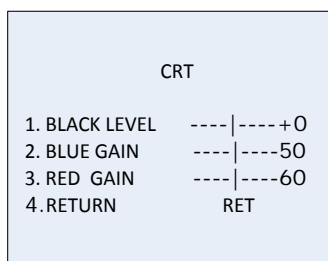 CRT
1. BLACK LEVEL ----|----+0
2. BLUE GAIN ----|----50
3. RED GAIN ----|----60
4.RETURN RET